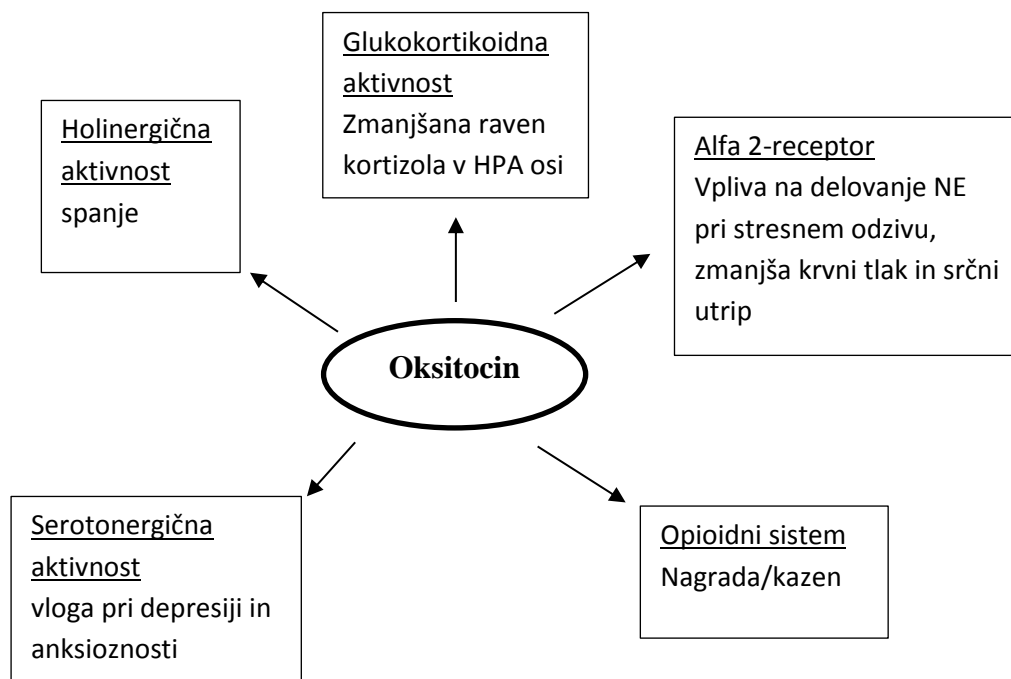 Glukokortikoidna
aktivnost
Zmanjšana raven
kortizola v HPA osi
Holinergična
aktivnost
spanje
Alfa 2-receptor
Vpliva na delovanje NE
pri stresnem odzivu,
zmanjša krvni tlak in srčni
utrip
Oksitocin
Serotonergična
aktivnost
vloga pri depresiji in
anksioznosti
Opioidni sistem
Nagrada/kazen